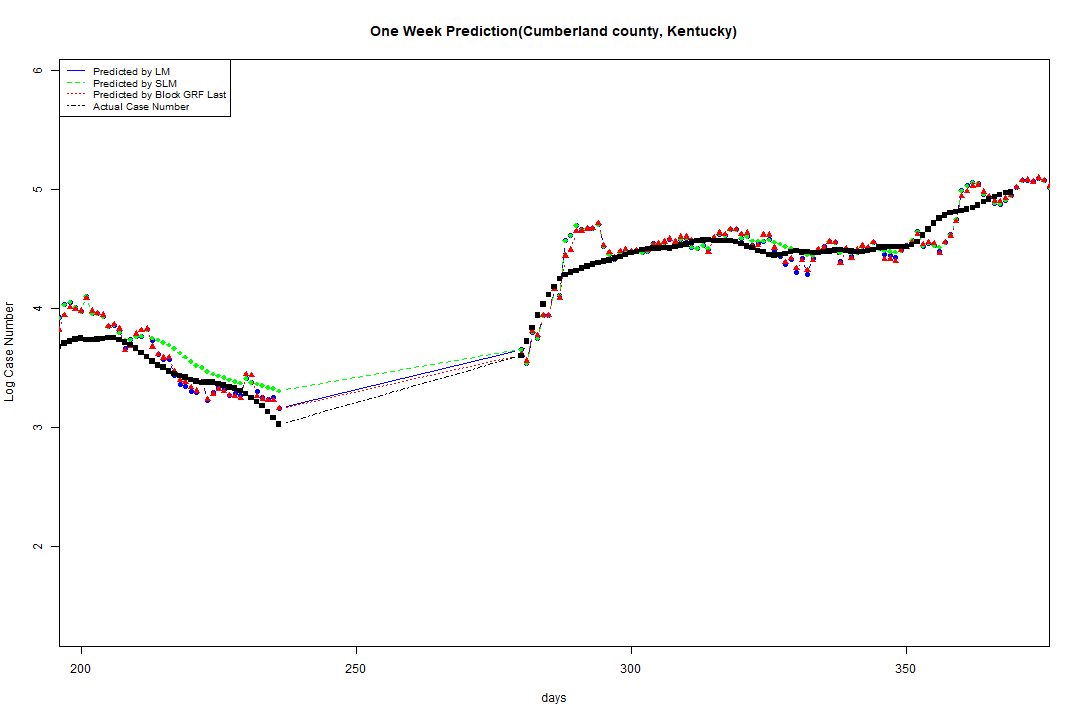 One Week Prediction(Cumberland county, Kentucky)
Predicted by LM
Predicted by SLM
Predicted by Block GRF Last
Actual Case Number
6
5
4
3
2
Log Case Number
200
250
300
350
days